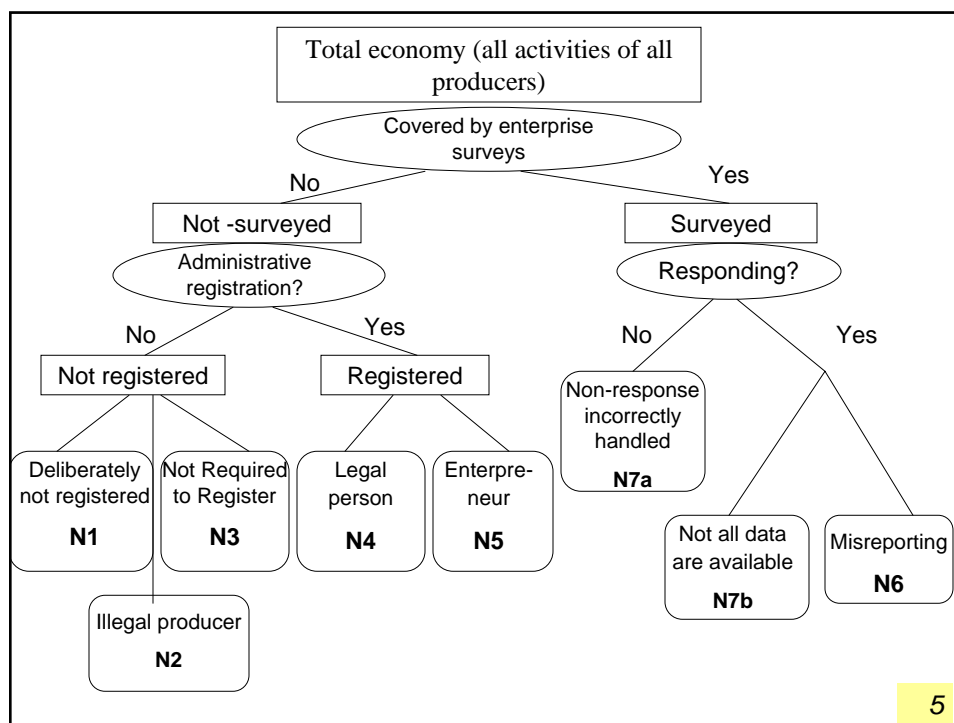 Total economy (all activities of all
producers)
Covered by enterprise
surveys
No
Yes
Not -surveyed
Surveyed
Administrative
registration?
Responding?
No
Yes
No
Yes
Not registered
Registered
Non-response
incorrectly
handled
N7a
Deliberately
not registered
N1
Not Required
to Register
N3
Legal
person
N4
Enterpre-
neur
N5
Not all data
are available
N7b
Misreporting
N6
Illegal producer
N2
5